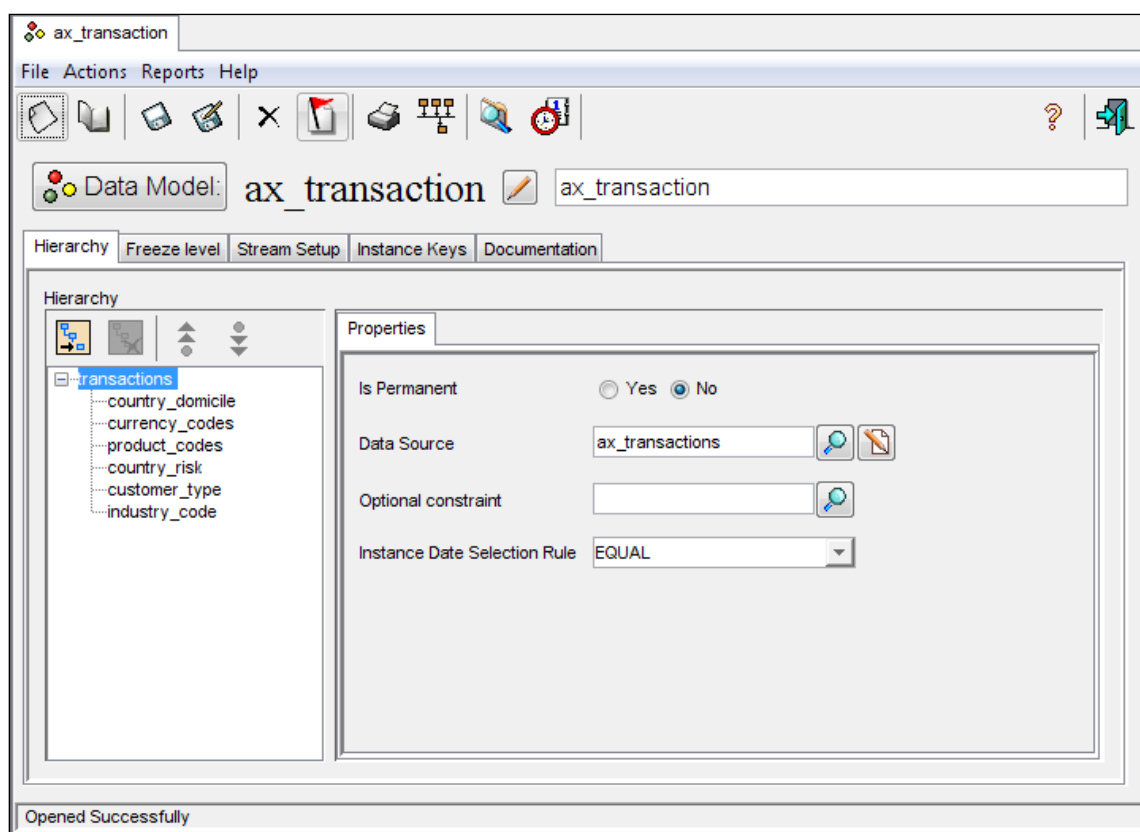 ax_transaction
File Actions Reports Help
Data Model: ax_transaction ax_transaction
Hierarchy Freeze level Stream Setup Instance Keys Documentation
Hierarchy
Properties
transactions
country_domicile
currency_codes
product_codes
country_risk
customer_type
industry_code
Is Permanent Yes No
Data Source ax_transactions
Optional constraint
Instance Date Selection Rule EQUAL
Opened Successfully